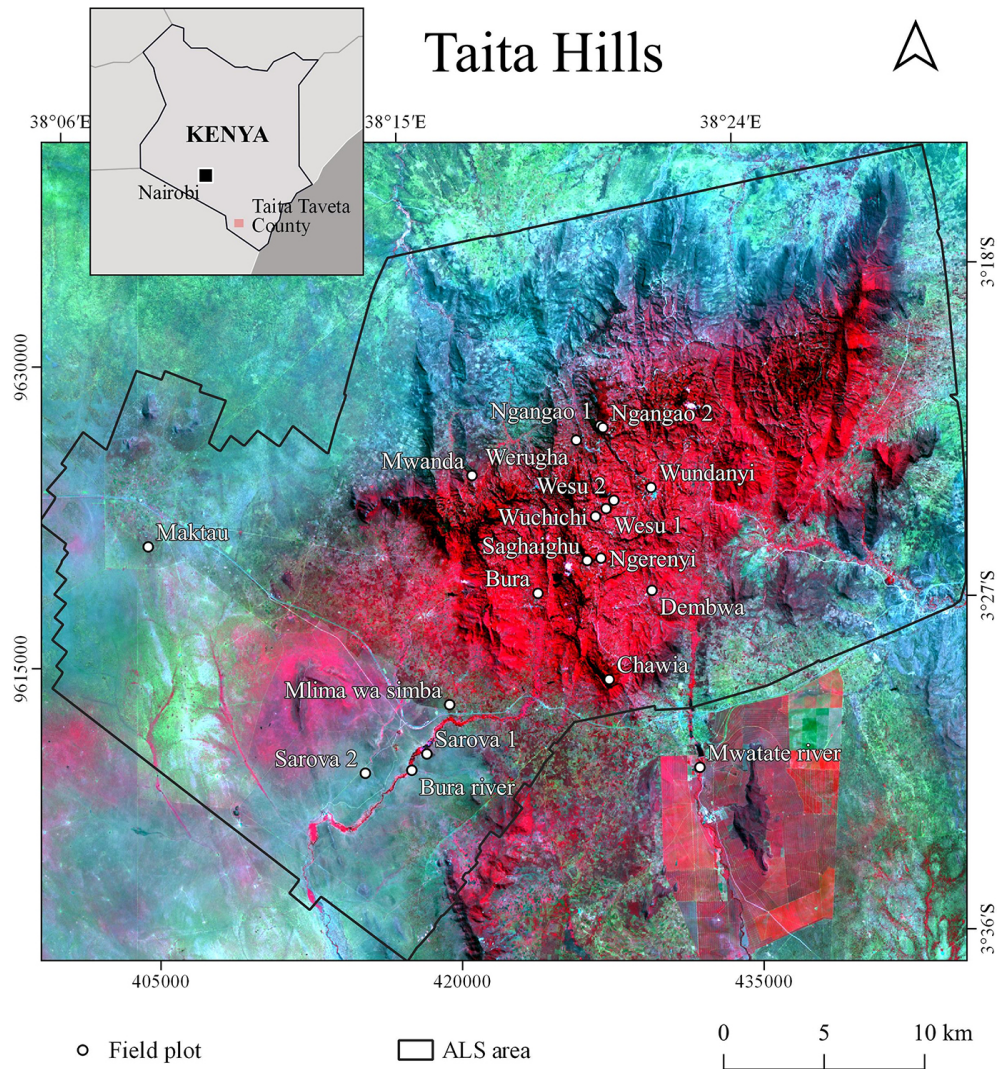 Taita Hills
38°06′E
38°15′E
38°24′E
KENYA
Nairobi
Taita Taveta
County
3°18′S
9630000
Ngangao 1
Ngangao 2
Mwanda
Werugha
Wundanyi
Wesu 2
Wuchichi
Wesu 1
Maktau
Saghaighu
Ngerenyi
Bura
3°27′S
Dembwa
9615000
Chawia
Mlima wa simba
Sarova 1
Sarova 2
Mwatate river
Bura river
3°36′S
405000
420000
435000
Field plot
ALS area
0
5
10 km